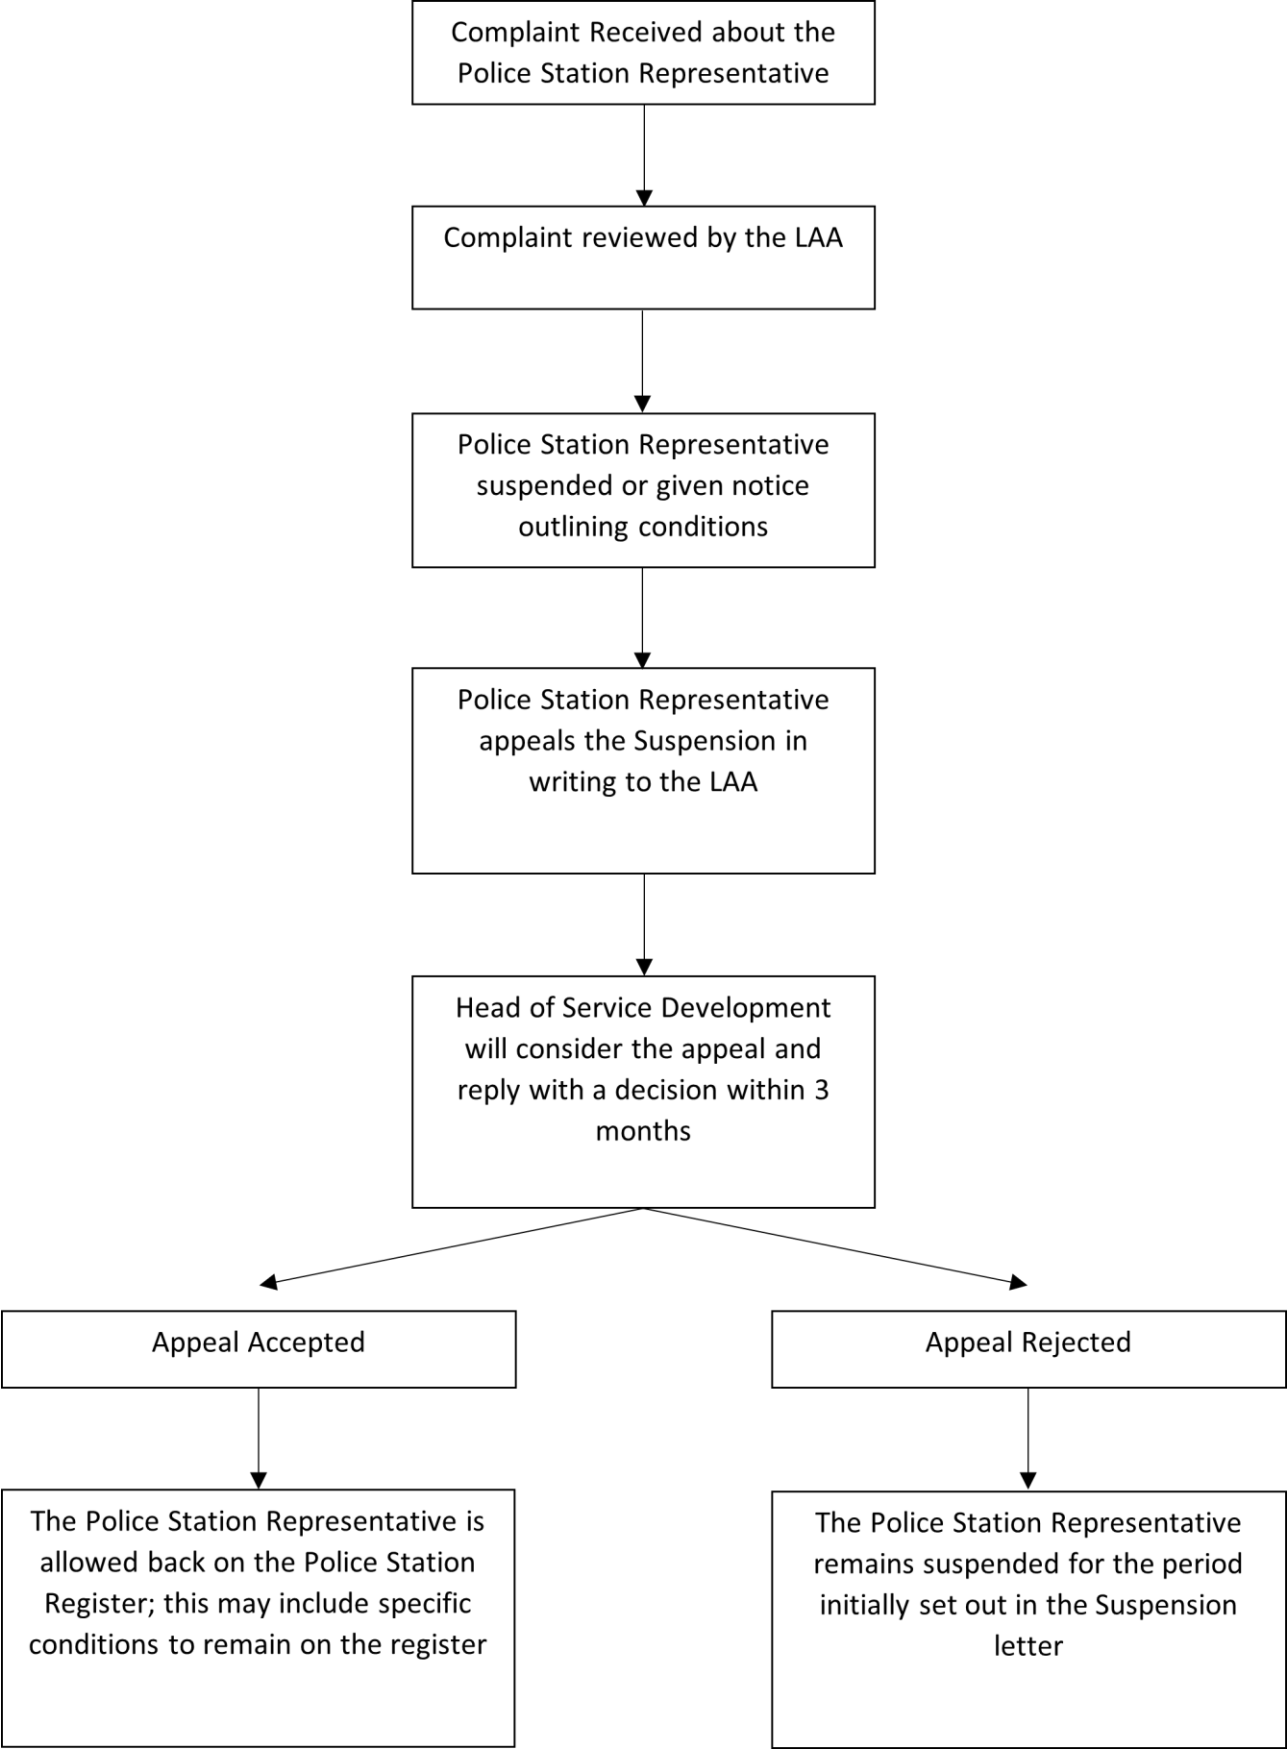 Complaint Received about the
Police Station Representative
Complaint reviewed by the LAA
Police Station Representative
suspended or given notice
outlining conditions
Police Station Representative
appeals the Suspension in
writing to the LAA
Head of Service Development
will consider the appeal and
reply with a decision within 3
months
Appeal Accepted
Appeal Rejected
The Police Station Representative is
allowed back on the Police Station
Register; this may include specific
conditions to remain on the register
The Police Station Representative
remains suspended for the period
initially set out in the Suspension
letter